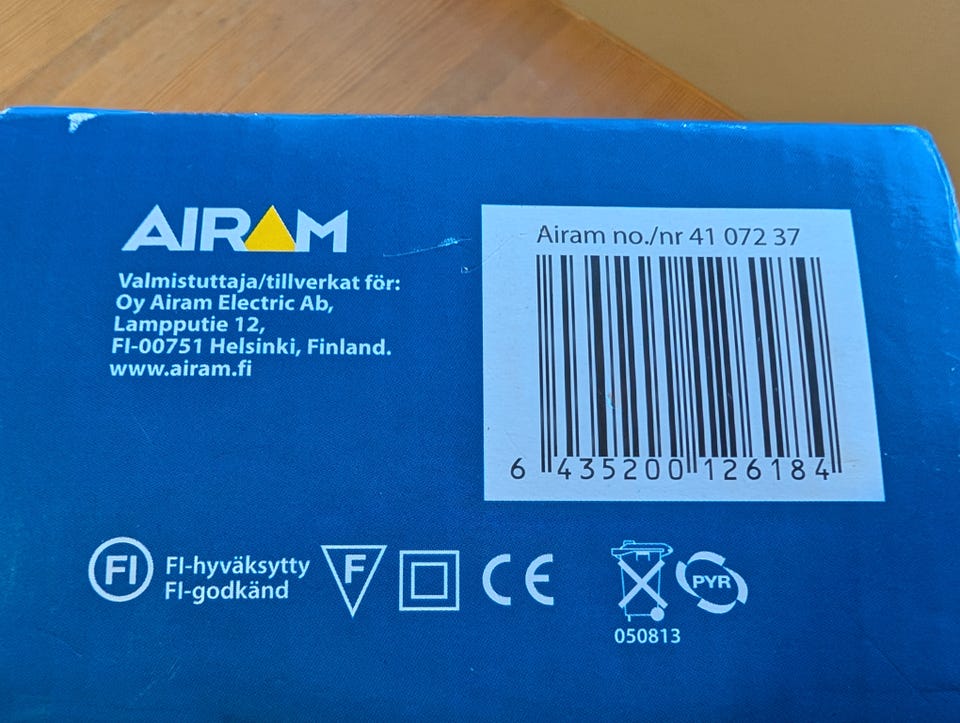 AIRAM
Valmistuttaja/tillverkat för:
Oy Airam Electric Ab,
Lampputie 12,
FI-00751 Helsinki, Finland.
www.airam.fi
Airam no./nr 41 072 37
6 435200 126184
FI
FI-hyväksytty
FI-godkänd
F
CE
050813
PYR